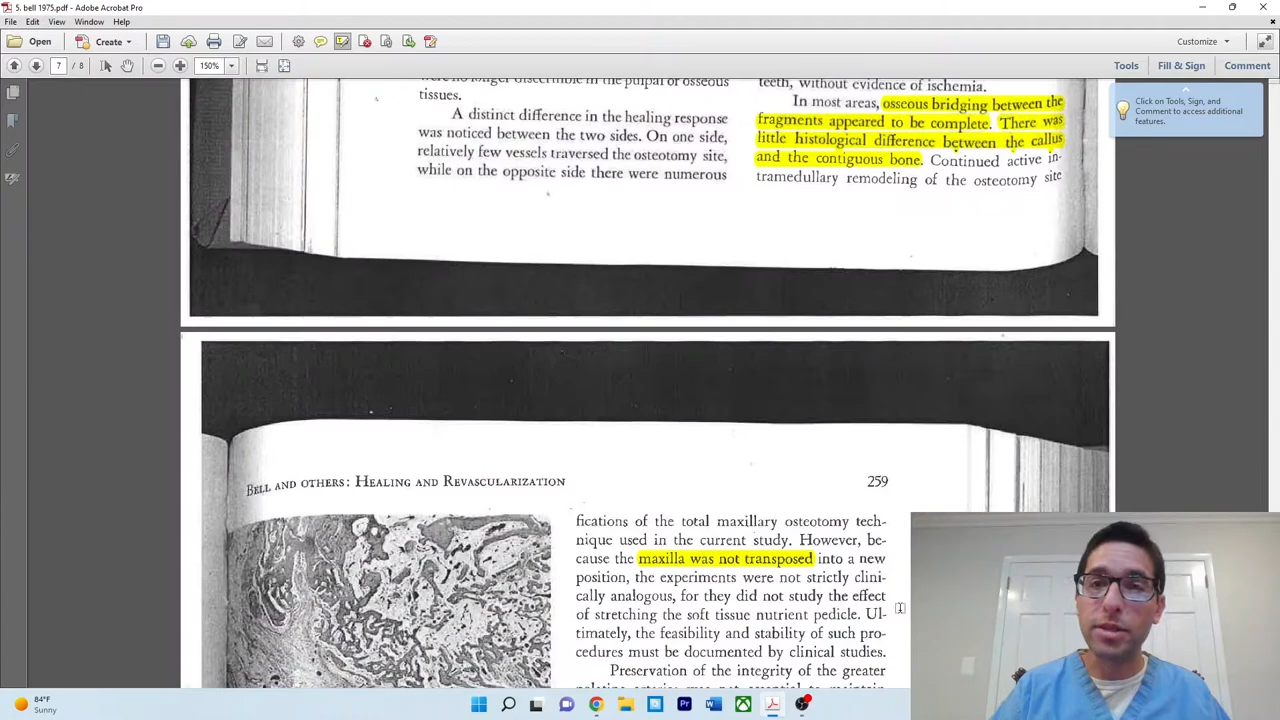 5. bell 1975.pdf - Adobe Acrobat Pro
File Edit View Window Help
Open Create Customize
7 / 8 150% Tools Fill & Sign Comment
Click on Tools, Sign, and
Comment to access additional
features.
were no longer discernible in the pulpal or osseous
tissues.
A distinct difference in the healing response
was noticed between the two sides. On one side,
relatively few vessels traversed the osteotomy site,
while on the opposite side there were numerous
teeth, without evidence of ischemia.
In most areas, osseous bridging between the
fragments appeared to be complete. There was
little histological difference between the callus
and the contiguous bone. Continued active in-
tramedullary remodeling of the osteotomy site
BELL AND OTHERS: HEALING AND REVASCULARIZATION 259
fications of the total maxillary osteotomy tech-
nique used in the current study. However, be-
cause the maxilla was not transposed into a new
position, the experiments were not strictly clini-
cally analogous, for they did not study the effect
of stretching the soft tissue nutrient pedicle. Ul-
timately, the feasibility and stability of such pro-
cedures must be documented by clinical studies.
Preservation of the integrity of the greater
84°F
Sunny